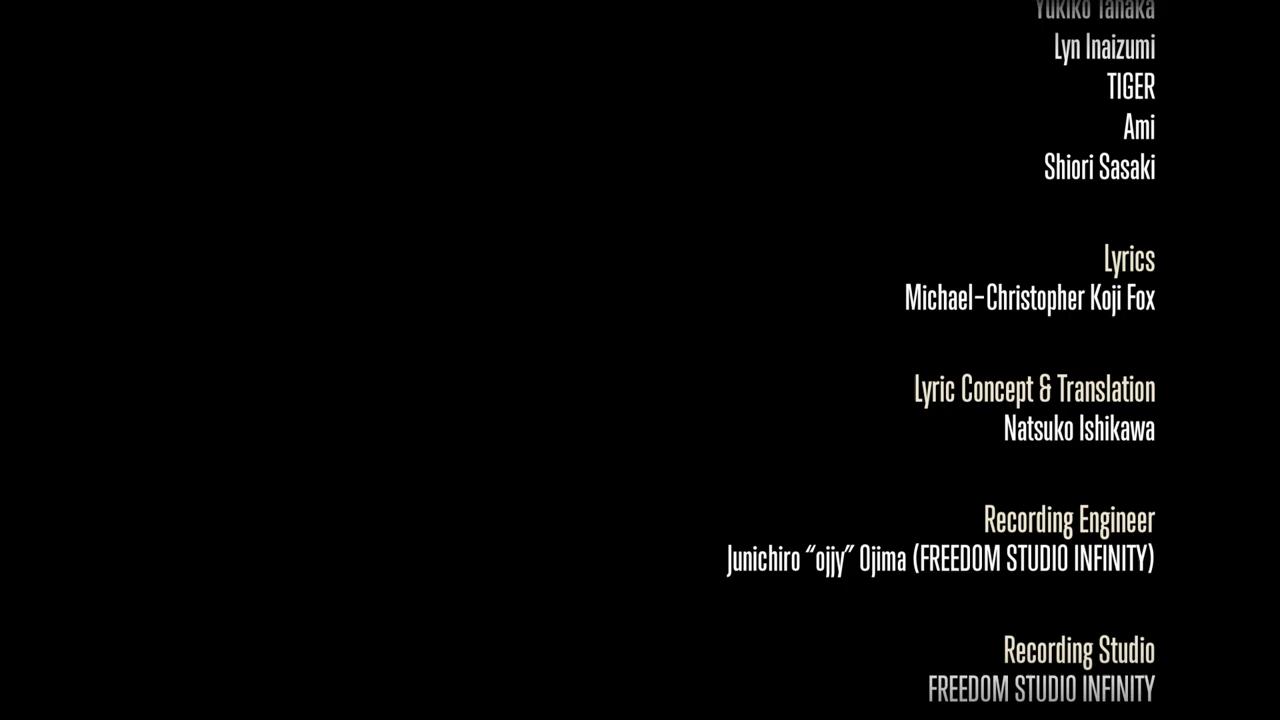 Yukiko Tanaka
Lyn Inaizumi
TIGER
Ami
Shiori Sasaki
Lyrics
Michael-Christopher Koji Fox
Lyric Concept & Translation
Natsuko Ishikawa
Recording Engineer
Junichiro “ojjy” Ojima (FREEDOM STUDIO INFINITY)
Recording Studio
FREEDOM STUDIO INFINITY